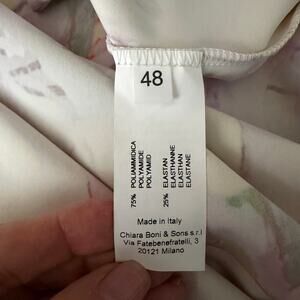 48
75% POLIAMMIDICA
POLYAMIDE
POLYAMID
25% ELASTAN
ELASTHANNE
ELASTHAN
ELASTANE
Made in Italy
Chiara Boni & Sons s.r.l
Via Fatebenefratelli, 3
20121 Milano